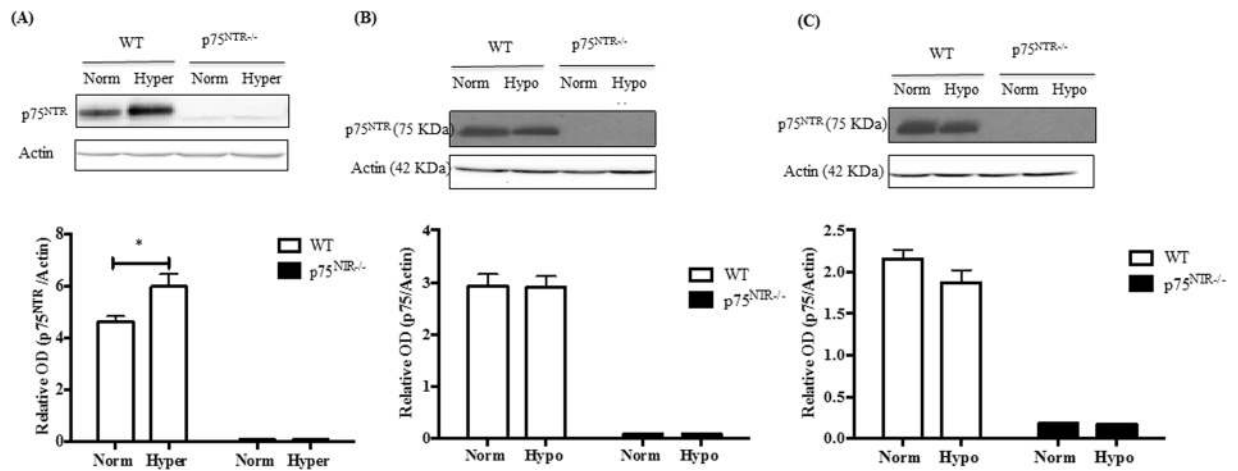 (A)
WT p75NTR-/-
Norm Hyper Norm Hyper
p75NTR
Actin
Relative OD (p75NTR /Actin)
8
6
4
2
0
*
WT
p75NIR-/-
Norm Hyper Norm Hyper
(B)
WT p75NTR-/-
Norm Hypo Norm Hypo
p75NTR (75 KDa)
Actin (42 KDa)
Relative OD (p75/Actin)
4
3
2
1
0
WT
p75NTR-/-
Norm Hypo Norm Hypo
(C)
WT p75NTR-/-
Norm Hypo Norm Hypo
p75NTR (75 KDa)
Actin (42 KDa)
Relative OD (p75/Actin)
2.5
2.0
1.5
1.0
0.5
0.0
WT
p75NTR-/-
Norm Hypo Norm Hypo